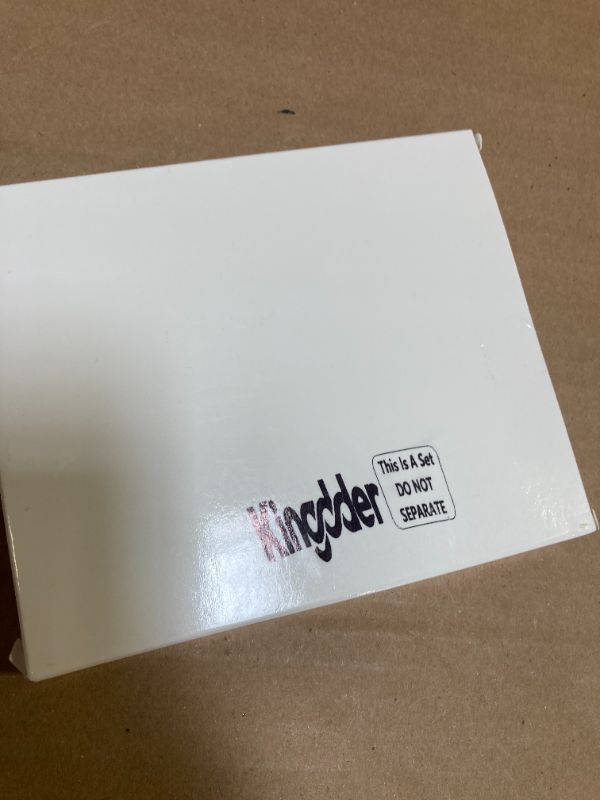 Kingdder
This Is A Set
DO NOT
SEPARATE